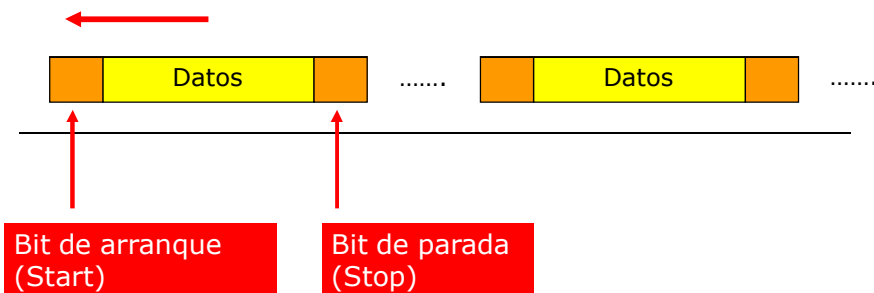 Datos ....... Datos .......
Bit de arranque
(Start)
Bit de parada
(Stop)